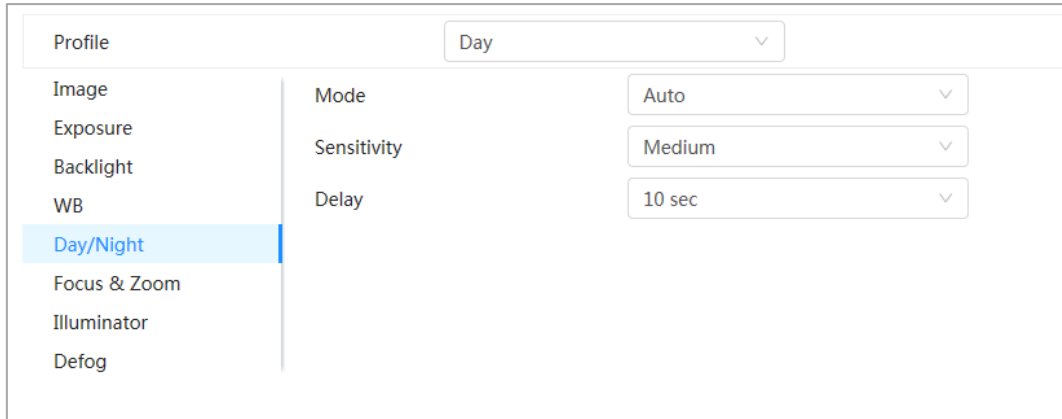 Profile Day
Image
Exposure
Backlight
WB
Day/Night
Focus & Zoom
Illuminator
Defog
Mode Auto
Sensitivity Medium
Delay 10 sec